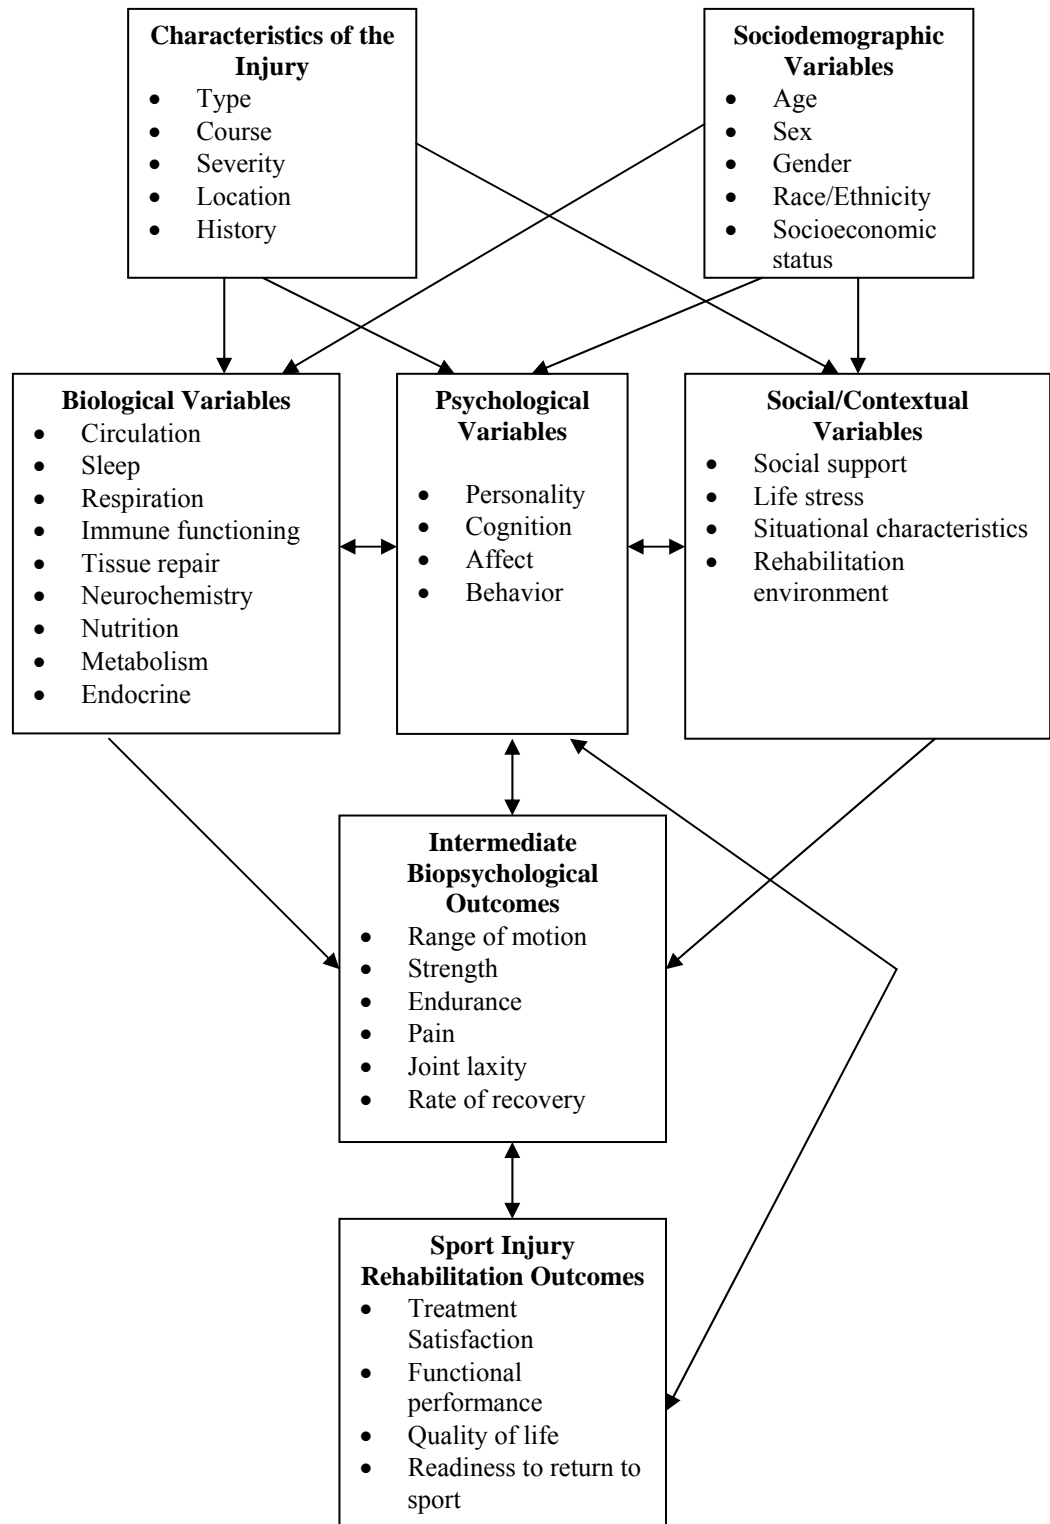 Characteristics of the
Injury
• Type
• Course
• Severity
• Location
• History
Sociodemographic
Variables
• Age
• Sex
• Gender
• Race/Ethnicity
• Socioeconomic
status
Biological Variables
• Circulation
• Sleep
• Respiration
• Immune functioning
• Tissue repair
• Neurochemistry
• Nutrition
• Metabolism
• Endocrine
Psychological
Variables
• Personality
• Cognition
• Affect
• Behavior
Social/Contextual
Variables
• Social support
• Life stress
• Situational characteristics
• Rehabilitation
environment
Intermediate
Biopsychological
Outcomes
• Range of motion
• Strength
• Endurance
• Pain
• Joint laxity
• Rate of recovery
Sport Injury
Rehabilitation Outcomes
• Treatment
Satisfaction
• Functional
performance
• Quality of life
• Readiness to return to
sport